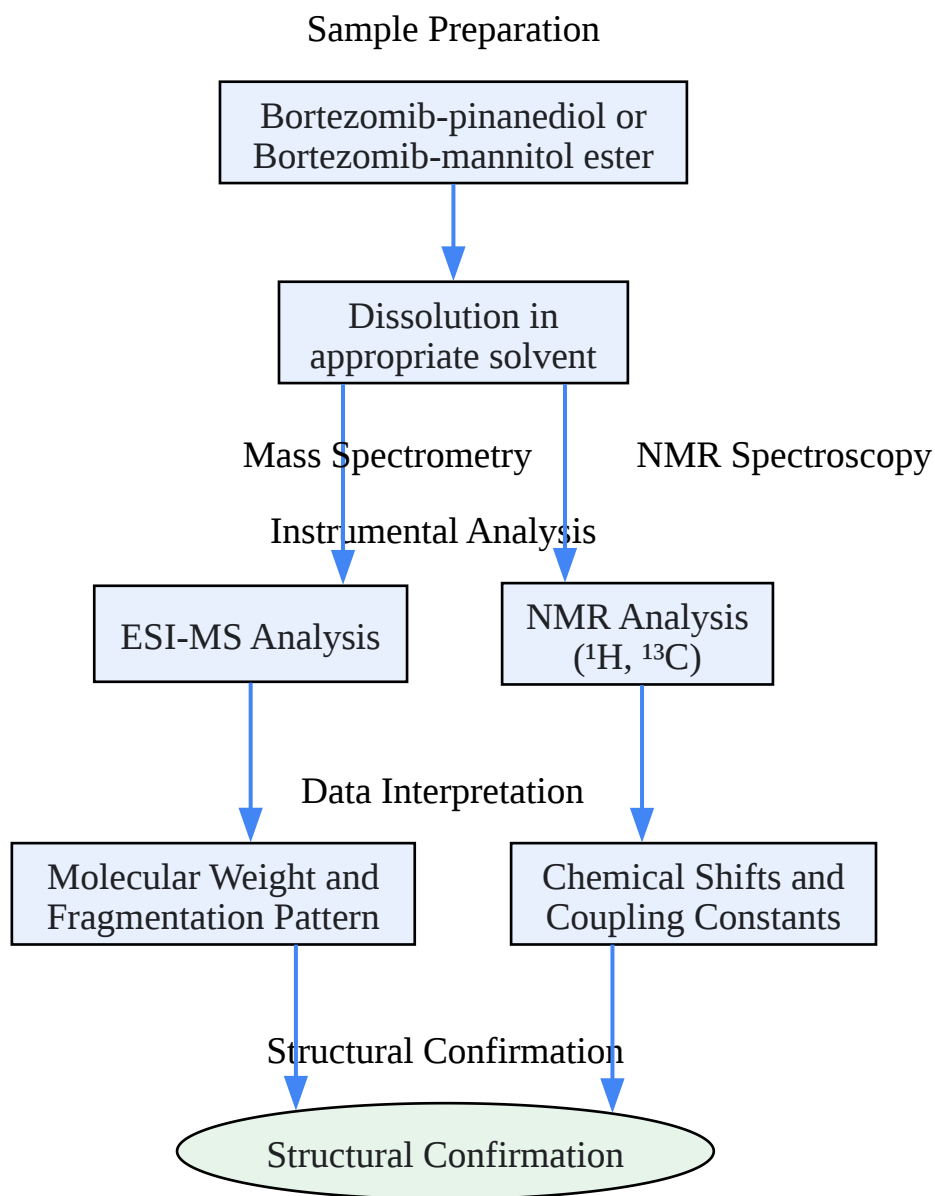 Sample Preparation
Bortezomib-pinanediol or
Bortezomib-mannitol ester
Dissolution in
appropriate solvent
Mass Spectrometry
NMR Spectroscopy
Instrumental Analysis
ESI-MS Analysis
NMR Analysis
(¹H, ¹³C)
Data Interpretation
Molecular Weight and
Fragmentation Pattern
Chemical Shifts and
Coupling Constants
Structural Confirmation
Structural Confirmation